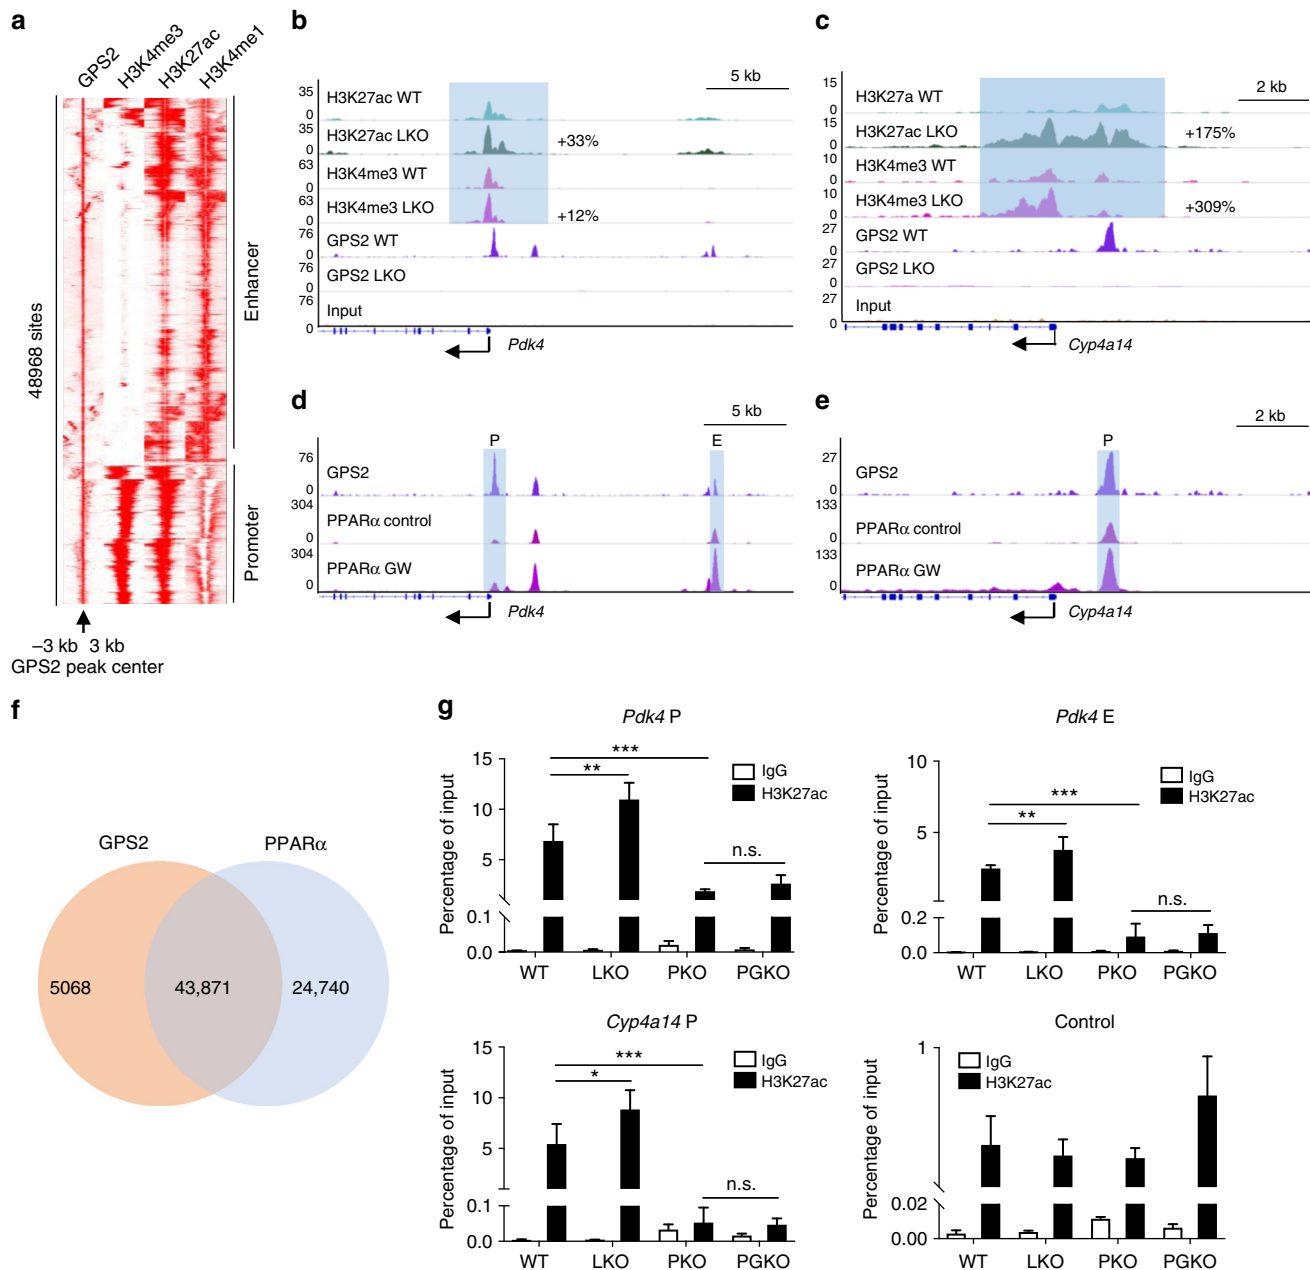 a
GPS2
H3K4me3
H3K27ac
H3K4me1
48968 sites
Enhancer
Promoter
–3 kb 3 kb
GPS2 peak center
b
5 kb
35
H3K27ac WT
0
35
H3K27ac LKO
+33%
0
63
H3K4me3 WT
0
63
H3K4me3 LKO
+12%
0
76
GPS2 WT
0
76
GPS2 LKO
0
76
Input
0
Pdk4
c
2 kb
15
H3K27a WT
0
15
H3K27ac LKO
+175%
0
10
H3K4me3 WT
0
10
H3K4me3 LKO
+309%
0
27
GPS2 WT
0
27
GPS2 LKO
0
27
Input
0
Cyp4a14
d
5 kb
P
E
76
GPS2
0
304
PPARα control
0
304
PPARα GW
0
Pdk4
e
2 kb
P
27
GPS2
0
133
PPARα control
0
133
PPARα GW
0
Cyp4a14
f
GPS2
PPARα
5068
43,871
24,740
g
Pdk4 P
Percentage of input
15
10
5
0.1
0.0
***
**
n.s.
IgG
H3K27ac
WT LKO PKO PGKO
Pdk4 E
Percentage of input
10
5
0.2
0.0
***
**
n.s.
IgG
H3K27ac
WT LKO PKO PGKO
Cyp4a14 P
Percentage of input
15
10
5
0.1
0.0
***
*
n.s.
IgG
H3K27ac
WT LKO PKO PGKO
Control
Percentage of input
1
0.02
0.00
IgG
H3K27ac
WT LKO PKO PGKO